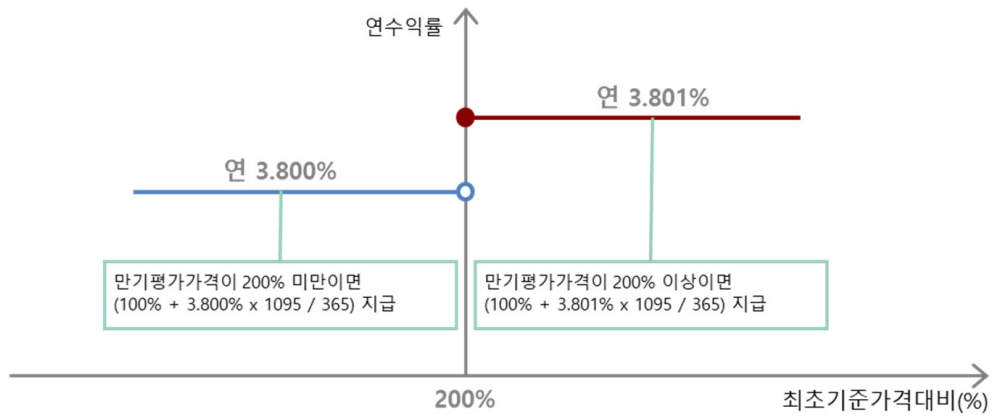 연수익률
연 3.801%
연 3.800%
만기평가가격이 200% 미만이면
(100% + 3.800% x 1095 / 365) 지급
만기평가가격이 200% 이상이면
(100% + 3.801% x 1095 / 365) 지급
200%
최초기준가격대비(%)